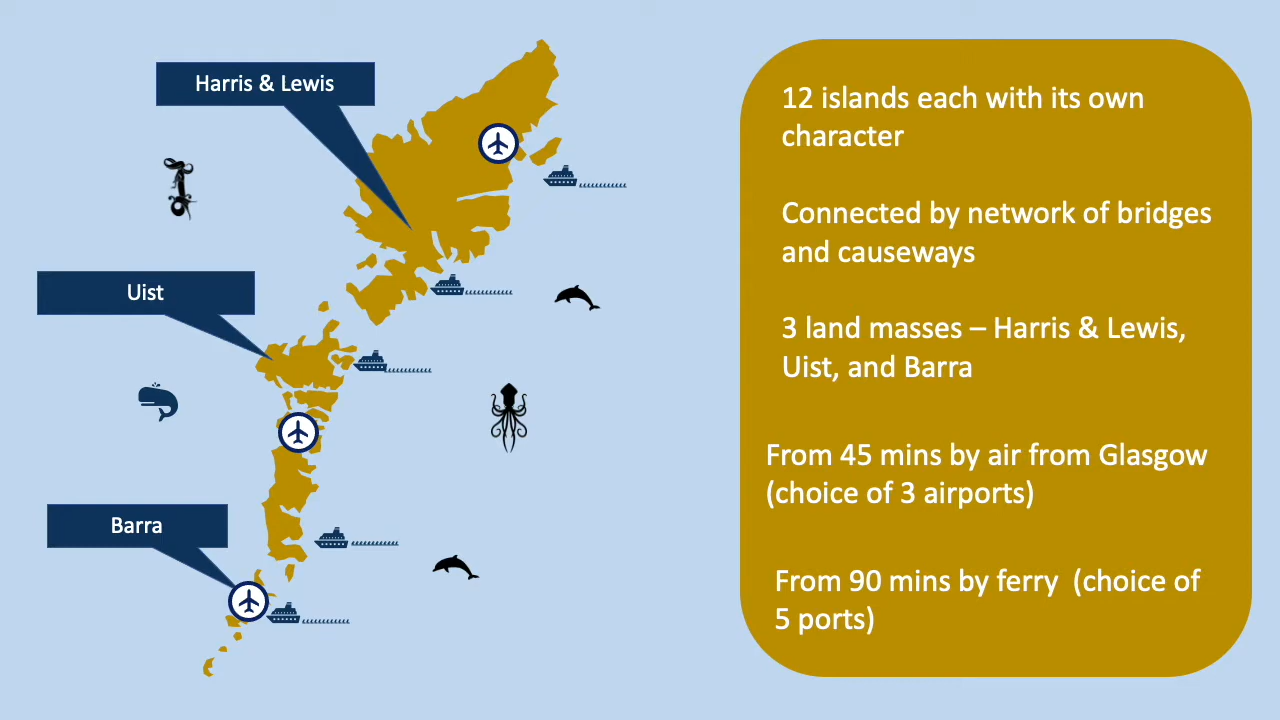 Harris & Lewis
Uist
Barra
12 islands each with its own
character
Connected by network of bridges
and causeways
3 land masses – Harris & Lewis,
Uist, and Barra
From 45 mins by air from Glasgow
(choice of 3 airports)
From 90 mins by ferry  (choice of
5 ports)